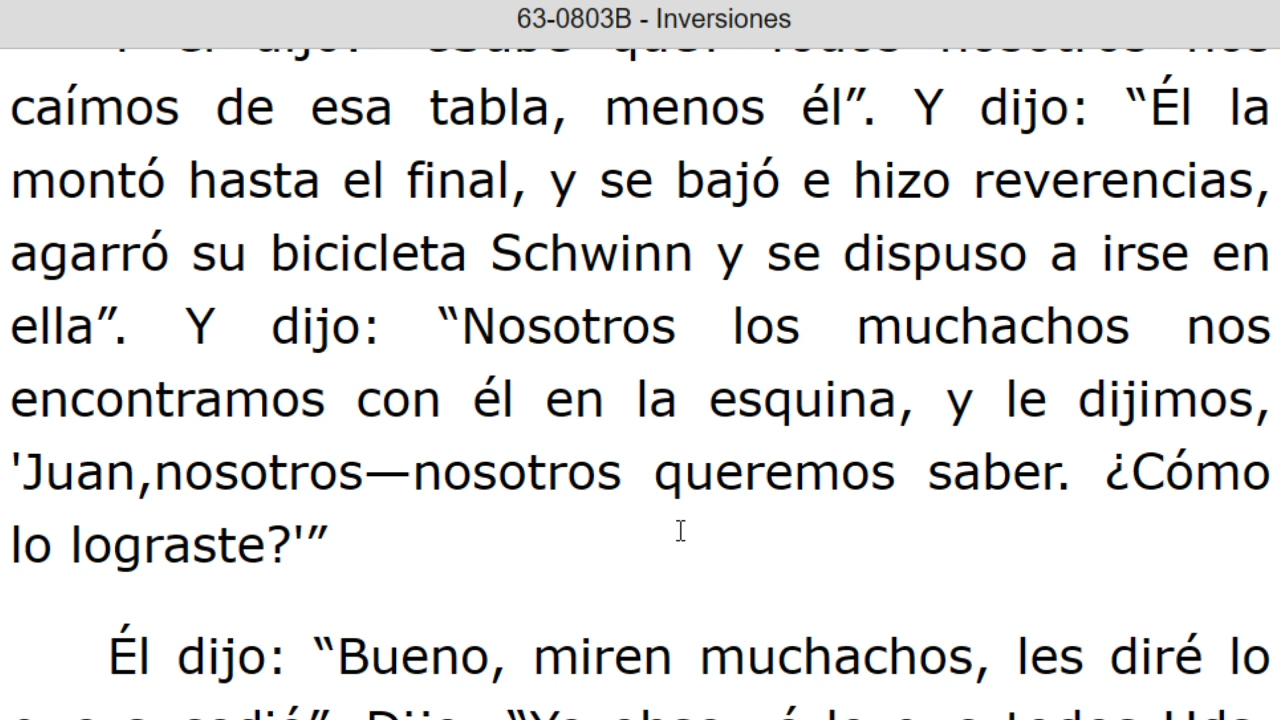 63-0803B - Inversiones
caímos de esa tabla, menos él”. Y dijo: “Él la
montó hasta el final, y se bajó e hizo reverencias,
agarró su bicicleta Schwinn y se dispuso a irse en
ella”. Y dijo: “Nosotros los muchachos nos
encontramos con él en la esquina, y le dijimos,
'Juan,nosotros—nosotros queremos saber. ¿Cómo
lo lograste?'”
Él dijo: “Bueno, miren muchachos, les diré lo